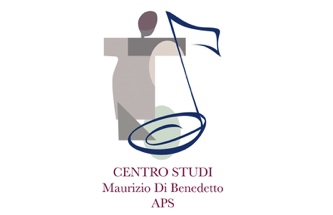 CENTRO STUDI
Maurizio Di Benedetto
APS